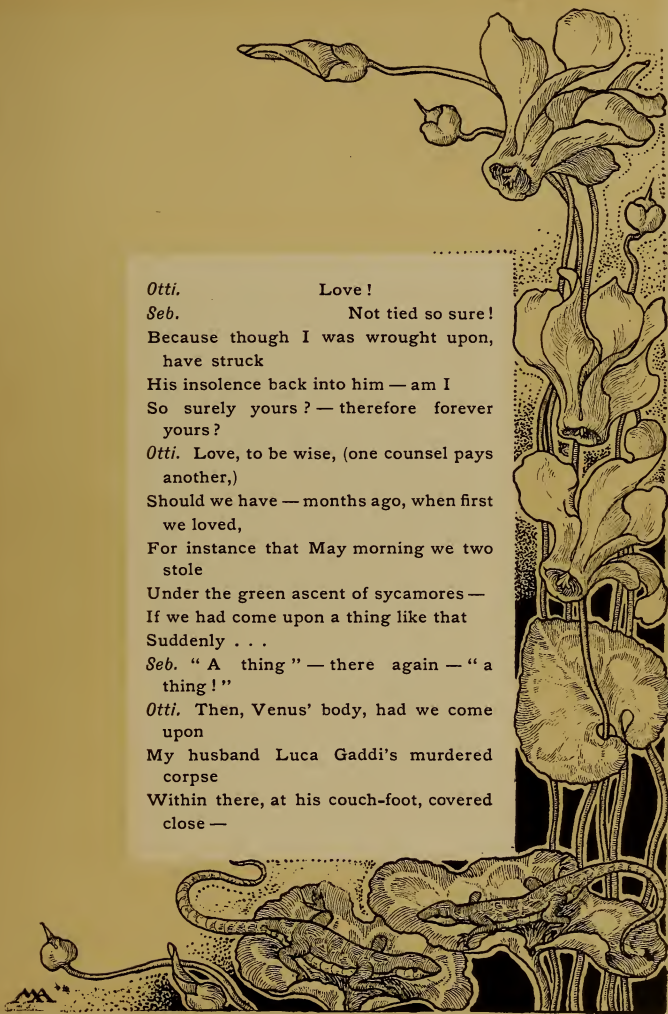 Otti. Love!
Seb. Not tied so sure!
Because though I was wrought upon,
have struck
His insolence back into him — am I
So surely yours? — therefore forever
yours?
Otti. Love, to be wise, (one counsel pays
another,)
Should we have — months ago, when first
we loved,
For instance that May morning we two
stole
Under the green ascent of sycamores —
If we had come upon a thing like that
Suddenly . . .
Seb. “ A thing ” — there again — “ a
thing ! ”
Otti. Then, Venus’ body, had we come
upon
My husband Luca Gaddi’s murdered
corpse
Within there, at his couch-foot, covered
close —